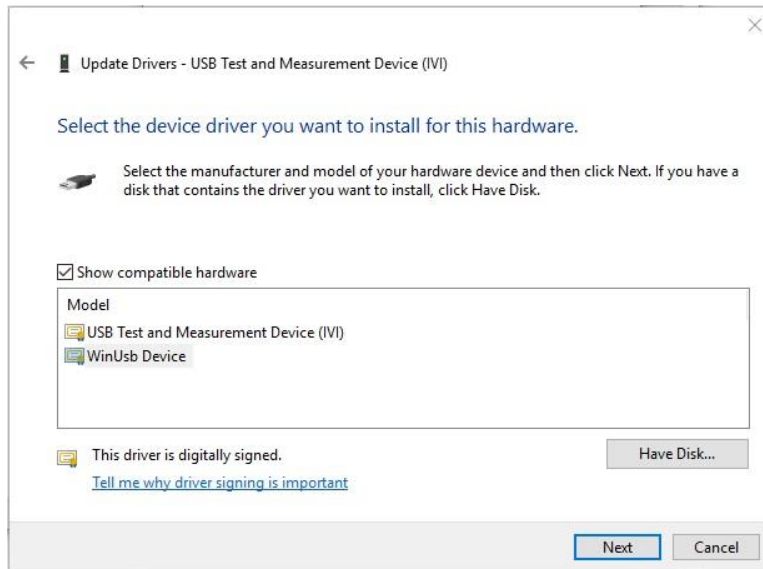 Update Drivers - USB Test and Measurement Device (IVI)
Select the device driver you want to install for this hardware.
Select the manufacturer and model of your hardware device and then click Next. If you have a
disk that contains the driver you want to install, click Have Disk.
Show compatible hardware
Model
USB Test and Measurement Device (IVI)
WinUsb Device
This driver is digitally signed.
Have Disk...
Tell me why driver signing is important
Next
Cancel